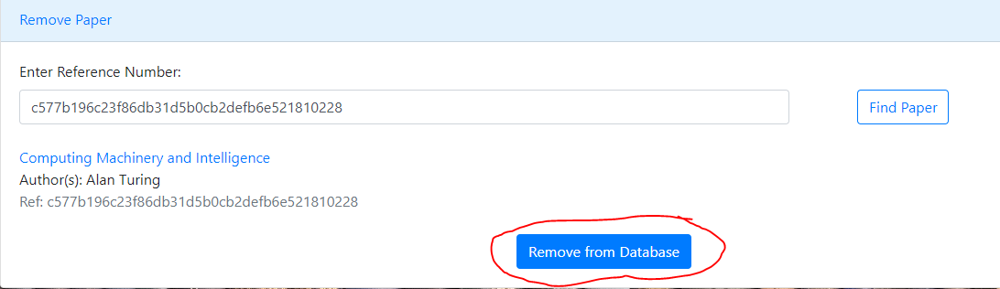 Remove Paper
Enter Reference Number:
c577b196c23f86db31d5b0cb2defb6e521810228
Find Paper
Computing Machinery and Intelligence
Author(s): Alan Turing
Ref: c577b196c23f86db31d5b0cb2defb6e521810228
Remove from Database